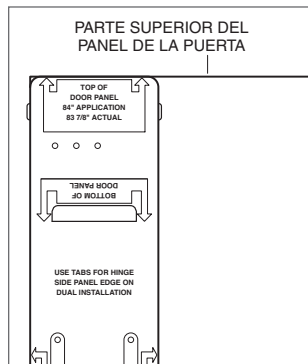 PARTE SUPERIOR DEL
PANEL DE LA PUERTA
TOP OF
DOOR PANEL
84" APPLICATION
83 7/8" ACTUAL
BOTTOM OF
DOOR PANEL
USE TABS FOR HINGE
SIDE PANEL EDGE ON
DUAL INSTALLATION